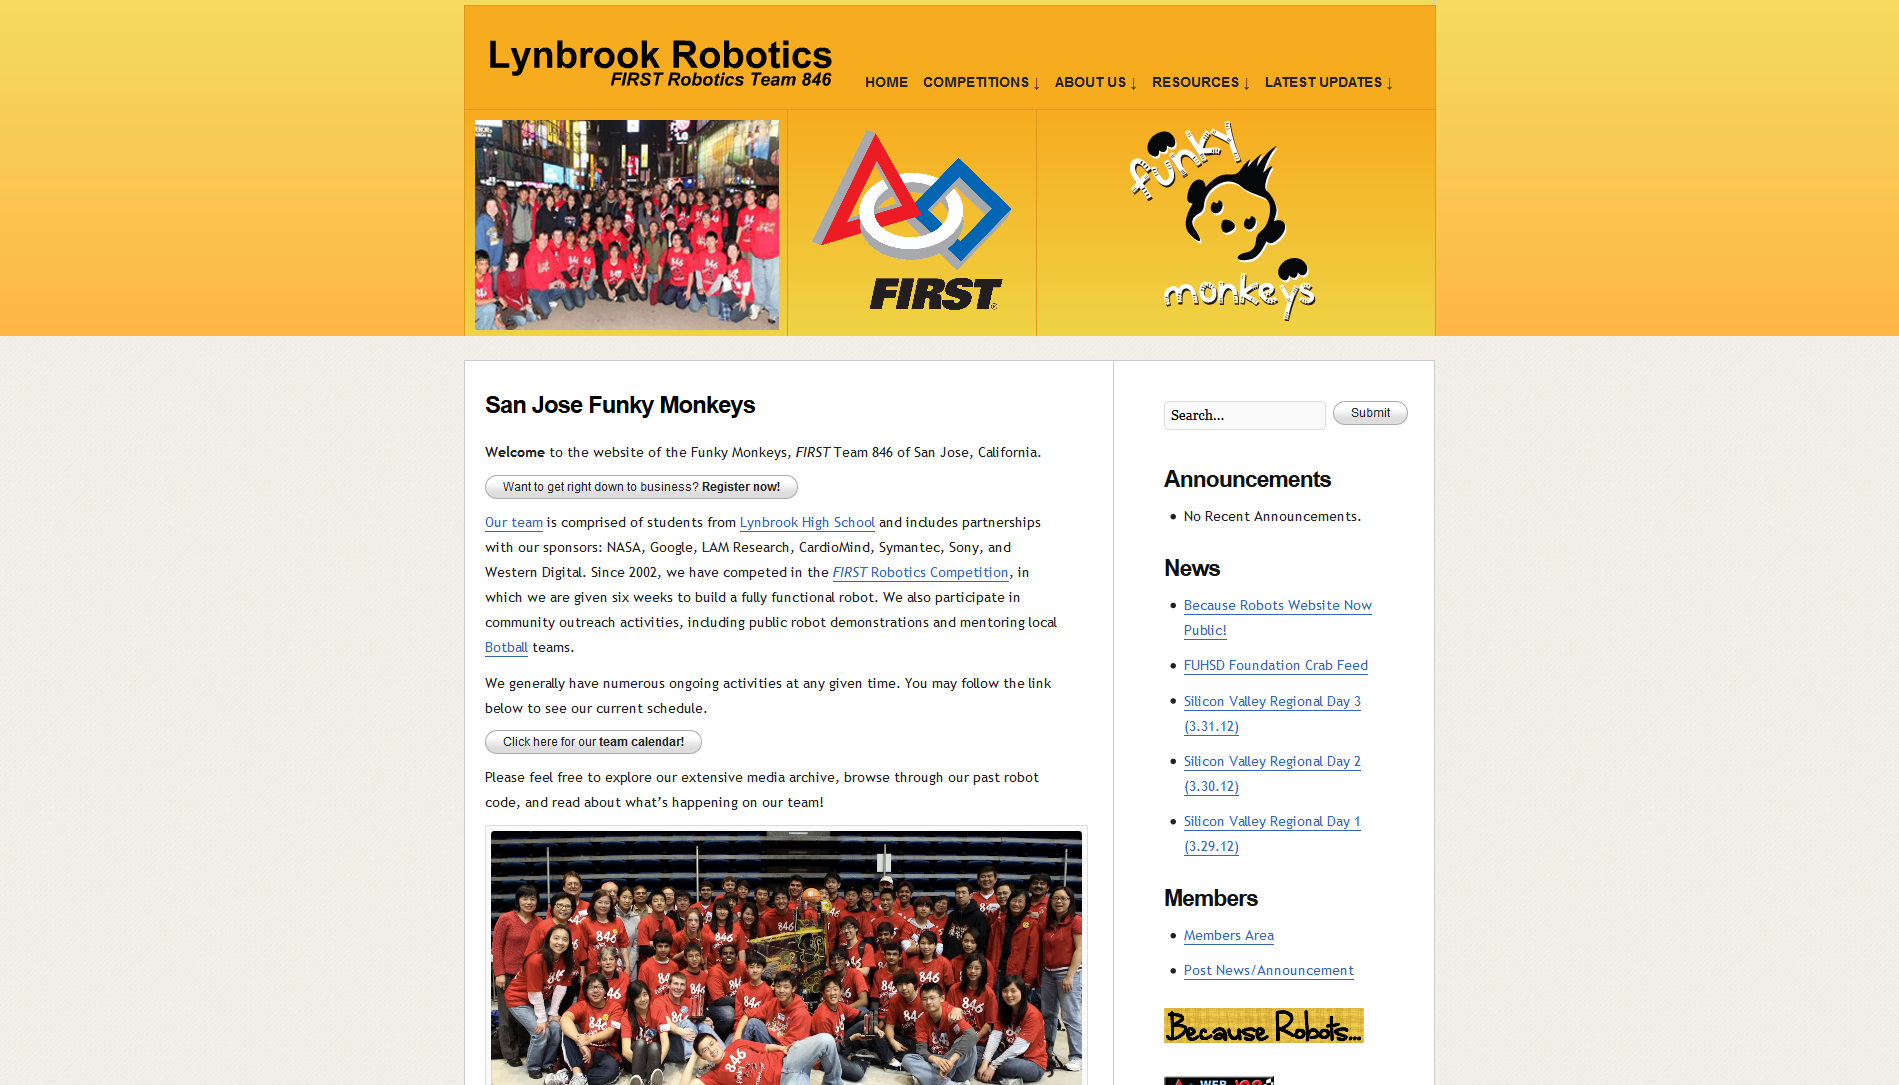 Lynbrook Robotics
FIRST Robotics Team 846
HOME COMPETITIONS ↓ ABOUT US ↓ RESOURCES ↓ LATEST UPDATES ↓
LG
846
FIRST
funky
monkeys
San Jose Funky Monkeys
Welcome to the website of the Funky Monkeys, FIRST Team 846 of San Jose, California.
Want to get right down to business? Register now!
Our team is comprised of students from Lynbrook High School and includes partnerships
with our sponsors: NASA, Google, LAM Research, CardioMind, Symantec, Sony, and
Western Digital. Since 2002, we have competed in the FIRST Robotics Competition, in
which we are given six weeks to build a fully functional robot. We also participate in
community outreach activities, including public robot demonstrations and mentoring local
Botball teams.
We generally have numerous ongoing activities at any given time. You may follow the link
below to see our current schedule.
Click here for our team calendar!
Please feel free to explore our extensive media archive, browse through our past robot
code, and read about what's happening on our team!
846
846
846
846
846
Search...
Submit
Announcements
No Recent Announcements.
News
Because Robots Website Now
Public!
FUHSD Foundation Crab Feed
Silicon Valley Regional Day 3
(3.31.12)
Silicon Valley Regional Day 2
(3.30.12)
Silicon Valley Regional Day 1
(3.29.12)
Members
Members Area
Post News/Announcement
Because Robots...